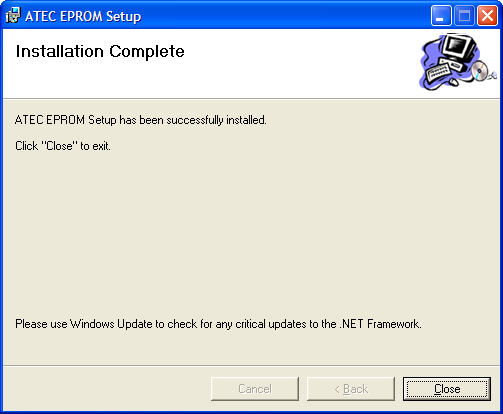 ATEC EPROM Setup
Installation Complete
ATEC EPROM Setup has been successfully installed.
Click "Close" to exit.
Please use Windows Update to check for any critical updates to the .NET Framework.
Cancel
< Back
Close